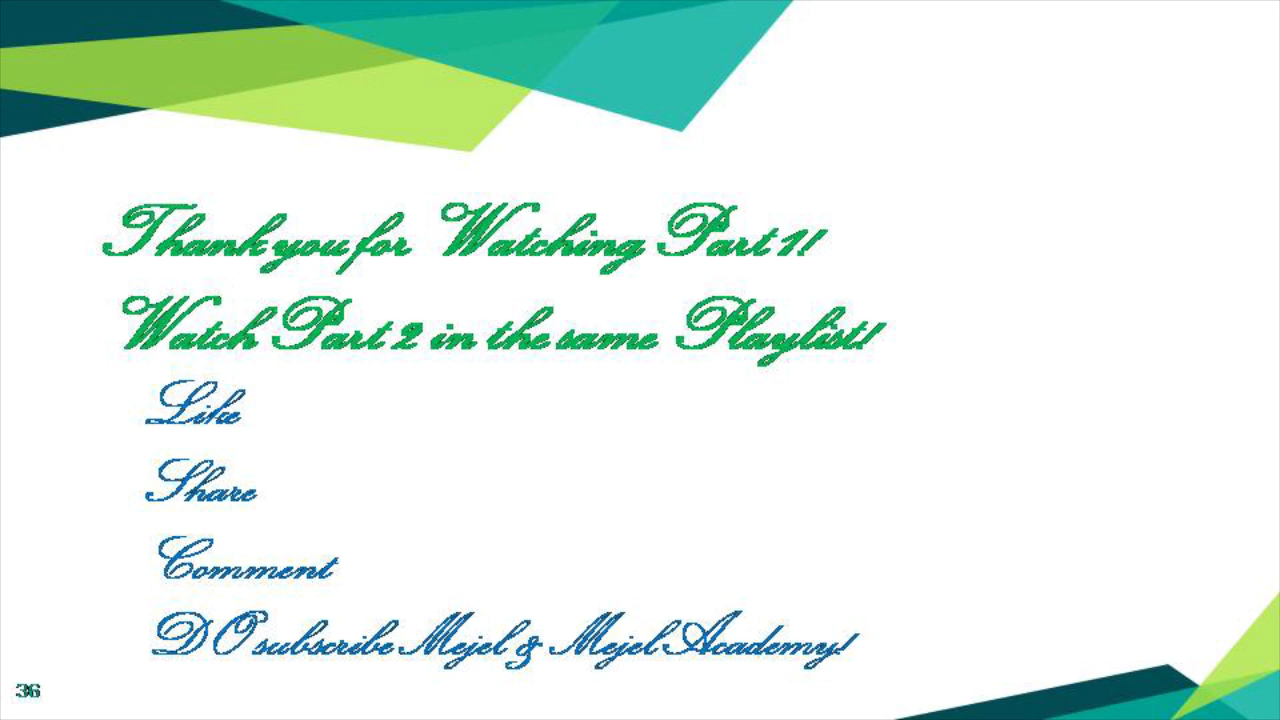 Thank you for Watching Part 1!
Watch Part 2 in the same Playlist!
Like
Share
Comment
DO subscribe Mejel & Mejel Academy!
36